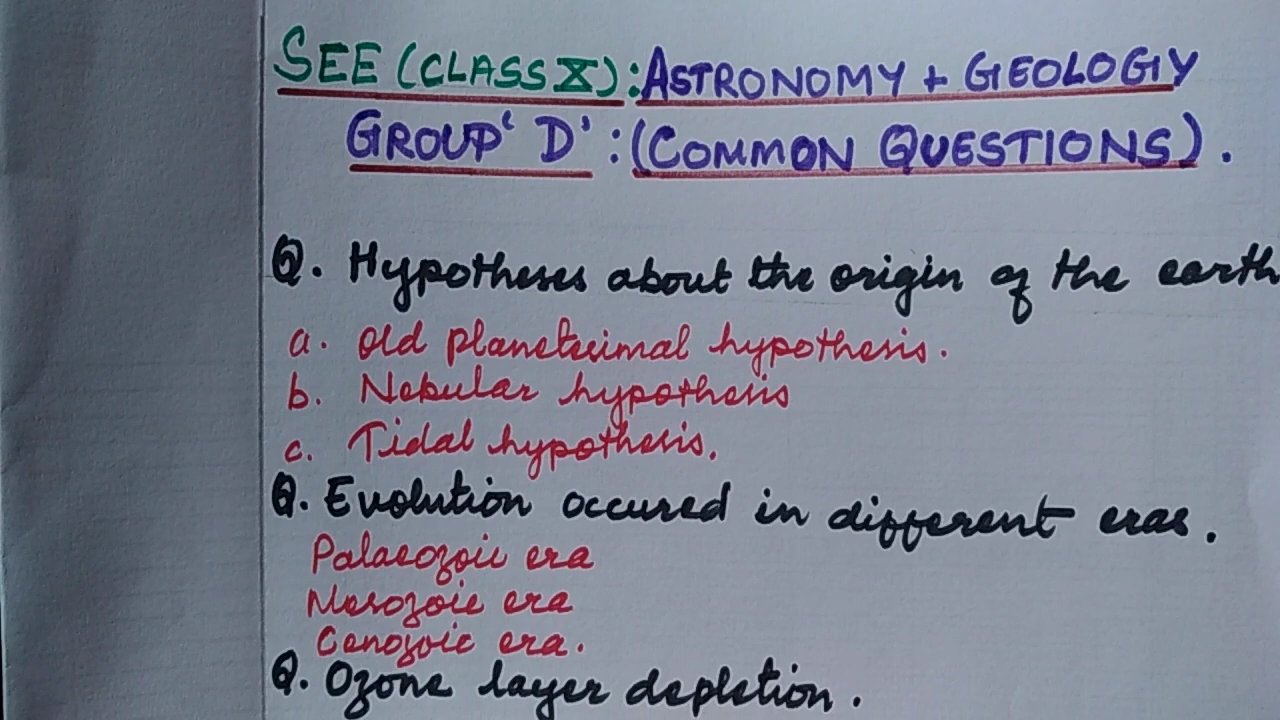 SEE (CLASS X): ASTRONOMY + GEOLOGY
GROUP 'D' : (COMMON QUESTIONS).
Q. Hypotheses about the origin of the earth
a. Old planetesimal hypothesis.
b. Nebular hypothesis
c. Tidal hypothesis.
Q. Evolution occured in different eras.
Palaeozoic era
Mesozoic era
Cenozoic era.
Q. Ozone layer depletion.